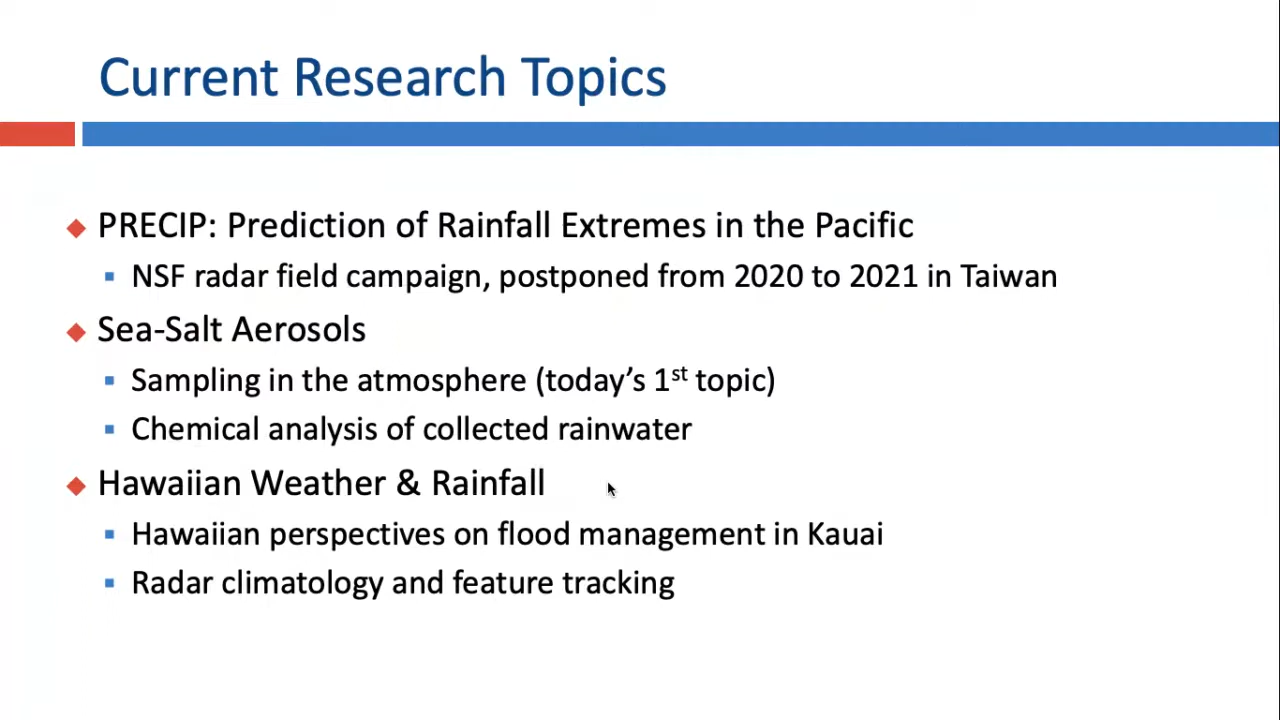 Current Research Topics
PRECIP: Prediction of Rainfall Extremes in the Pacific
NSF radar field campaign, postponed from 2020 to 2021 in Taiwan
Sea-Salt Aerosols
Sampling in the atmosphere (today’s 1st topic)
Chemical analysis of collected rainwater
Hawaiian Weather & Rainfall
Hawaiian perspectives on flood management in Kauai
Radar climatology and feature tracking